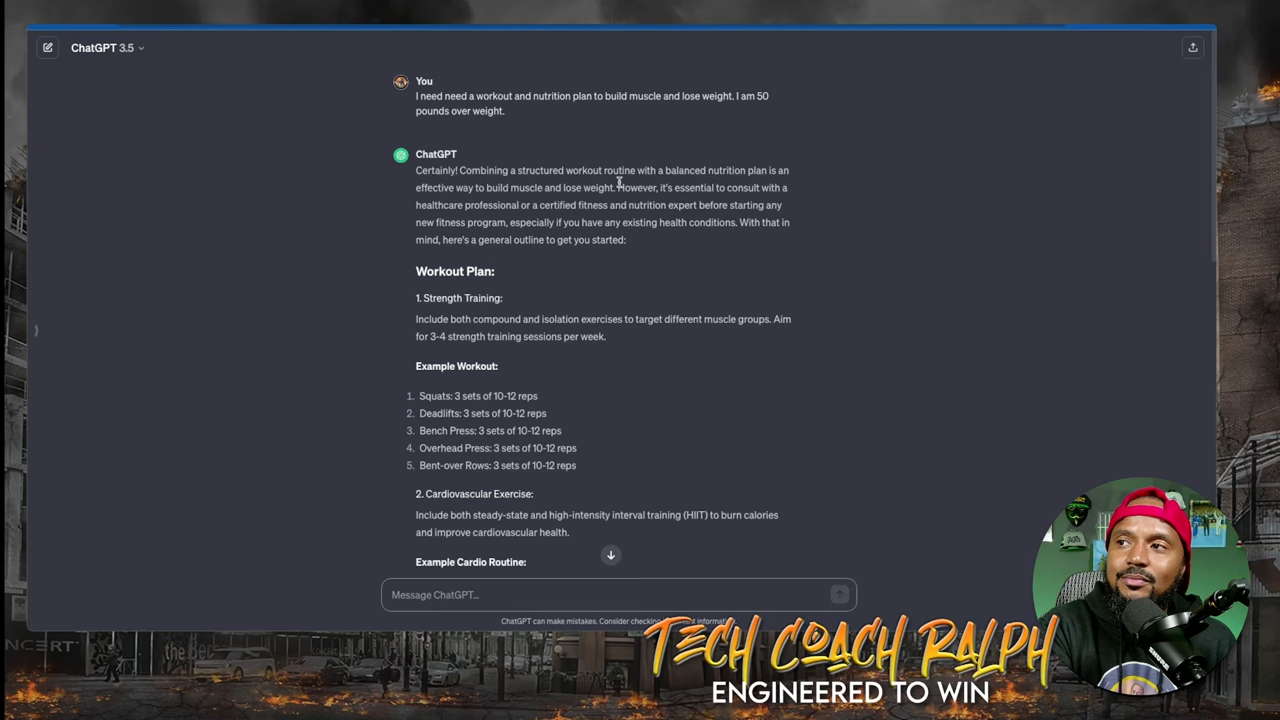 ChatGPT 3.5
You
I need need a workout and nutrition plan to build muscle and lose weight. I am 50
pounds over weight.
ChatGPT
Certainly! Combining a structured workout routine with a balanced nutrition plan is an
effective way to build muscle and lose weight. However, it's essential to consult with a
healthcare professional or a certified fitness and nutrition expert before starting any
new fitness program, especially if you have any existing health conditions. With that in
mind, here's a general outline to get you started:
Workout Plan:
1. Strength Training:
Include both compound and isolation exercises to target different muscle groups. Aim
for 3-4 strength training sessions per week.
Example Workout:
1. Squats: 3 sets of 10-12 reps
2. Deadlifts: 3 sets of 10-12 reps
3. Bench Press: 3 sets of 10-12 reps
4. Overhead Press: 3 sets of 10-12 reps
5. Bent-over Rows: 3 sets of 10-12 reps
2. Cardiovascular Exercise:
Include both steady-state and high-intensity interval training (HIIT) to burn calories
and improve cardiovascular health.
Example Cardio Routine:
Message ChatGPT...
ChatGPT can make mistakes. Consider checking
NCERT
the Bee
TECH COACH RALPH
ENGINEERED TO WIN
SHURE